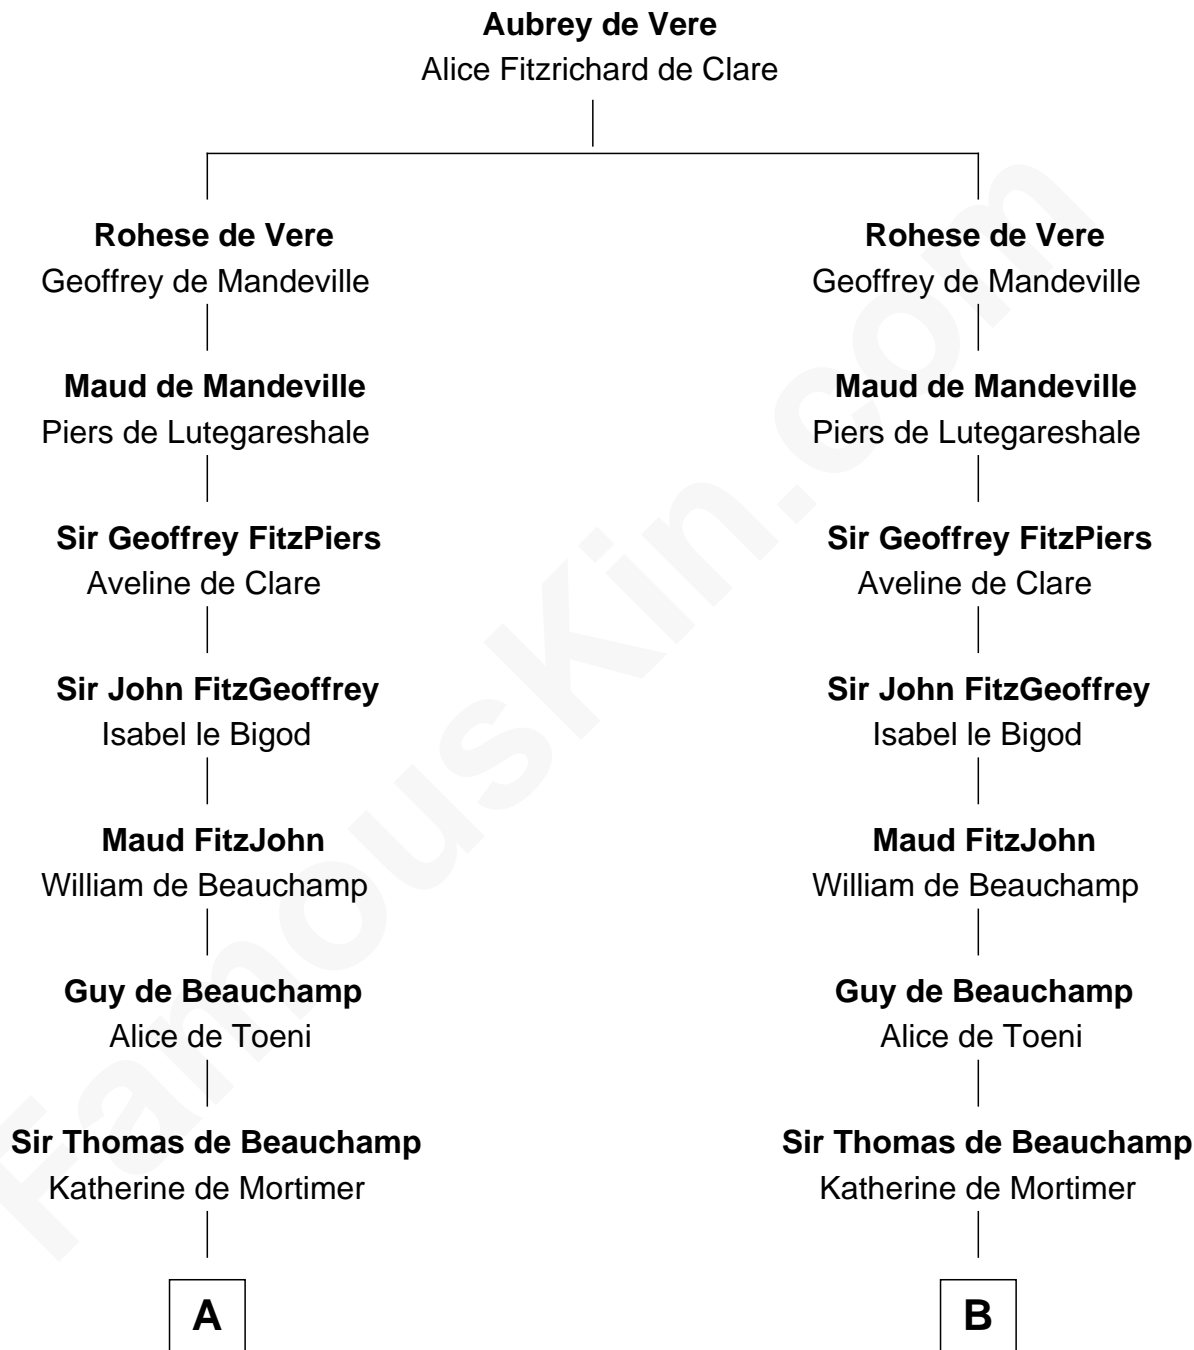 Aubrey de Vere
Alice Fitzrichard de Clare
Rohese de Vere
Geoffrey de Mandeville
Maud de Mandeville
Piers de Lutegareshale
Sir Geoffrey FitzPiers
Aveline de Clare
Sir John FitzGeoffrey
Isabel le Bigod
Maud FitzJohn
William de Beauchamp
Guy de Beauchamp
Alice de Toeni
Sir Thomas de Beauchamp
Katherine de Mortimer
A
Rohese de Vere
Geoffrey de Mandeville
Maud de Mandeville
Piers de Lutegareshale
Sir Geoffrey FitzPiers
Aveline de Clare
Sir John FitzGeoffrey
Isabel le Bigod
Maud FitzJohn
William de Beauchamp
Guy de Beauchamp
Alice de Toeni
Sir Thomas de Beauchamp
Katherine de Mortimer
B
FamousKin.com